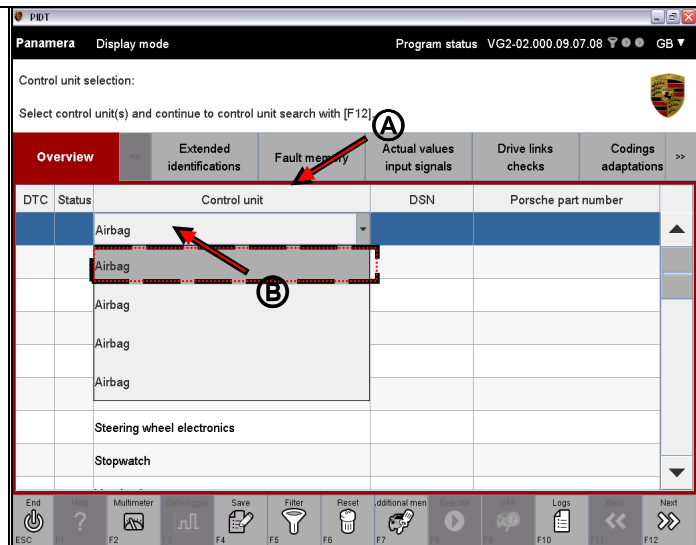 PIDT
Panamera Display mode Program status VG2-02.000.09.07.08 GB
Control unit selection:
Select control unit(s) and continue to control unit search with [F12].
A
Overview << Extended identifications Fault memory Actual values input signals Drive links checks Codings adaptations >>
DTC Status Control unit DSN Porsche part number
Airbag
Airbag
B
Airbag
Airbag
Airbag
Steering wheel electronics
Stopwatch
End Help Multimeter Data logger Save Filter Reset dditional men Execute OFF Logs Back Next
ESC F1 F2 F3 F4 F5 F6 F7 F8 F9 F10 F11 F12